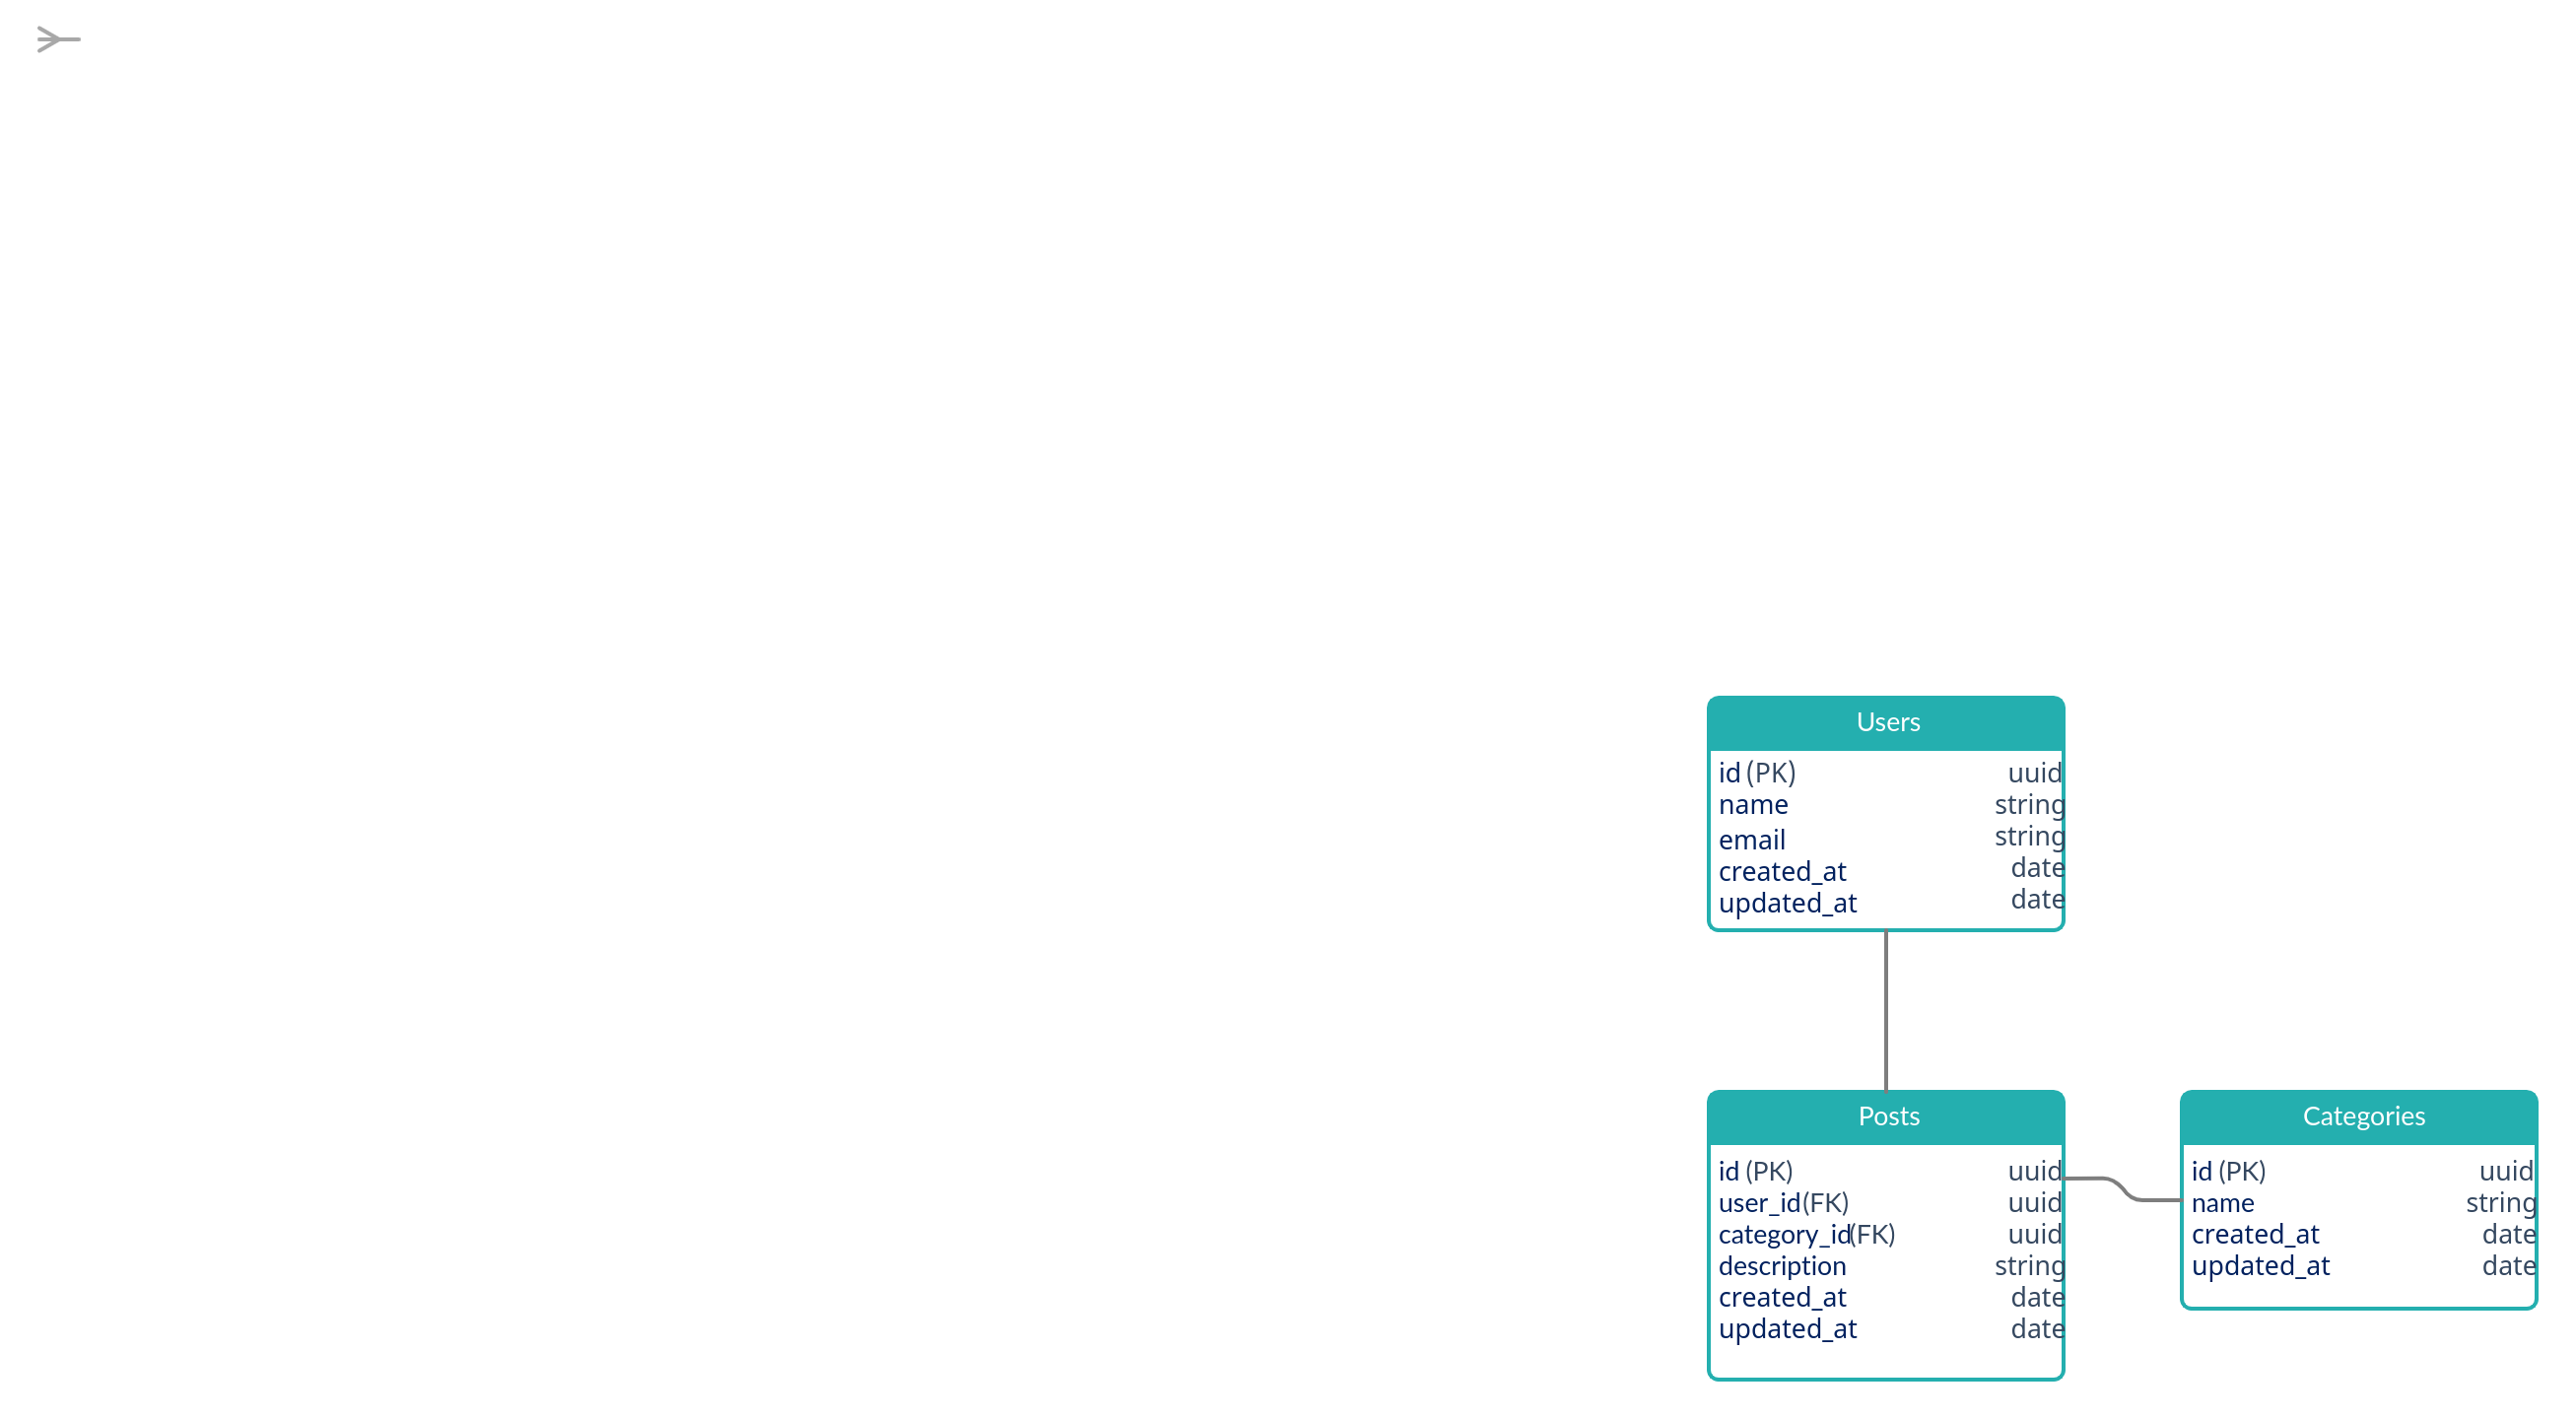 Users
id (PK) uuid
name string
email string
created_at date
updated_at date
Posts
id (PK) uuid
user_id(FK) uuid
category_id(FK) uuid
description string
created_at date
updated_at date
Categories
id (PK) uuid
name string
created_at date
updated_at date